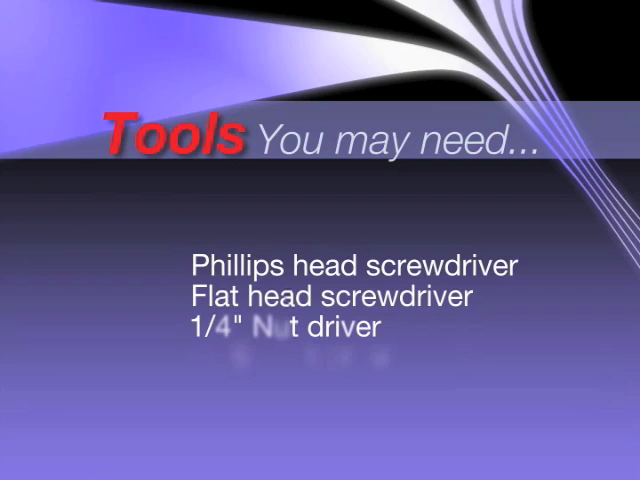 Tools You may need...
Phillips head screwdriver
Flat head screwdriver
1/4" Nut driver